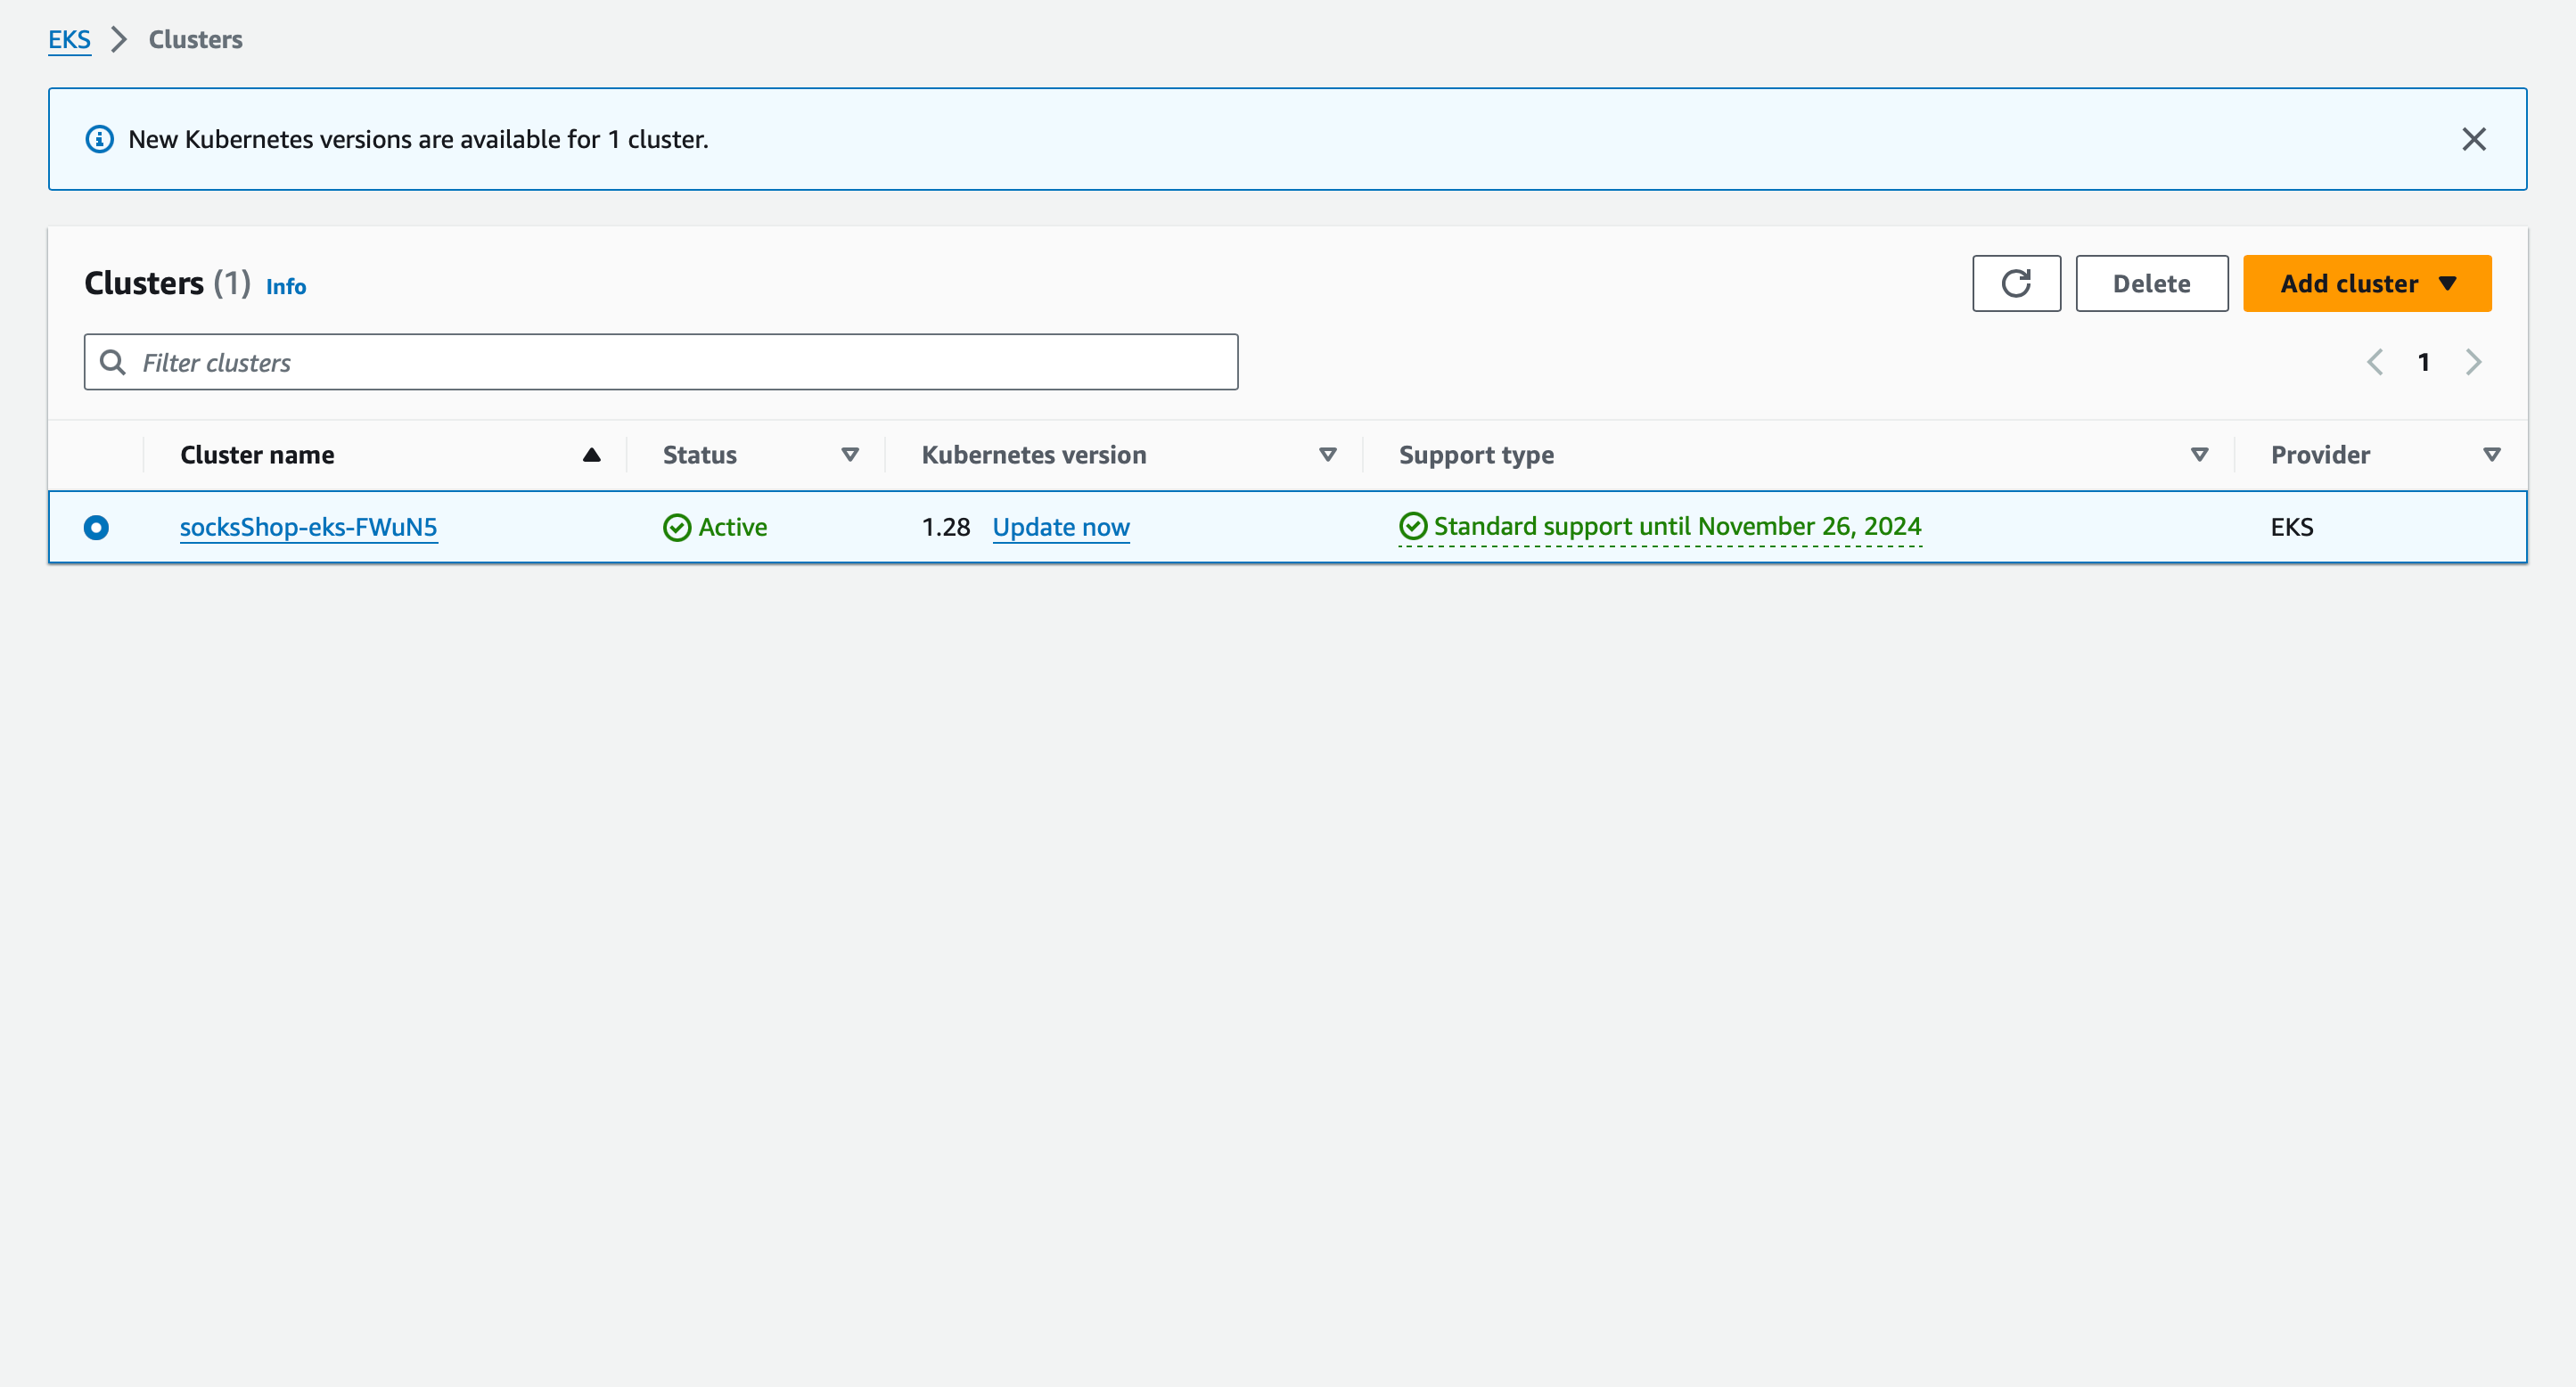 EKS > Clusters
New Kubernetes versions are available for 1 cluster.
Clusters (1) Info
Delete
Add cluster
Filter clusters
1
Cluster name Status Kubernetes version Support type Provider
socksShop-eks-FWuN5 Active 1.28 Update now Standard support until November 26, 2024 EKS